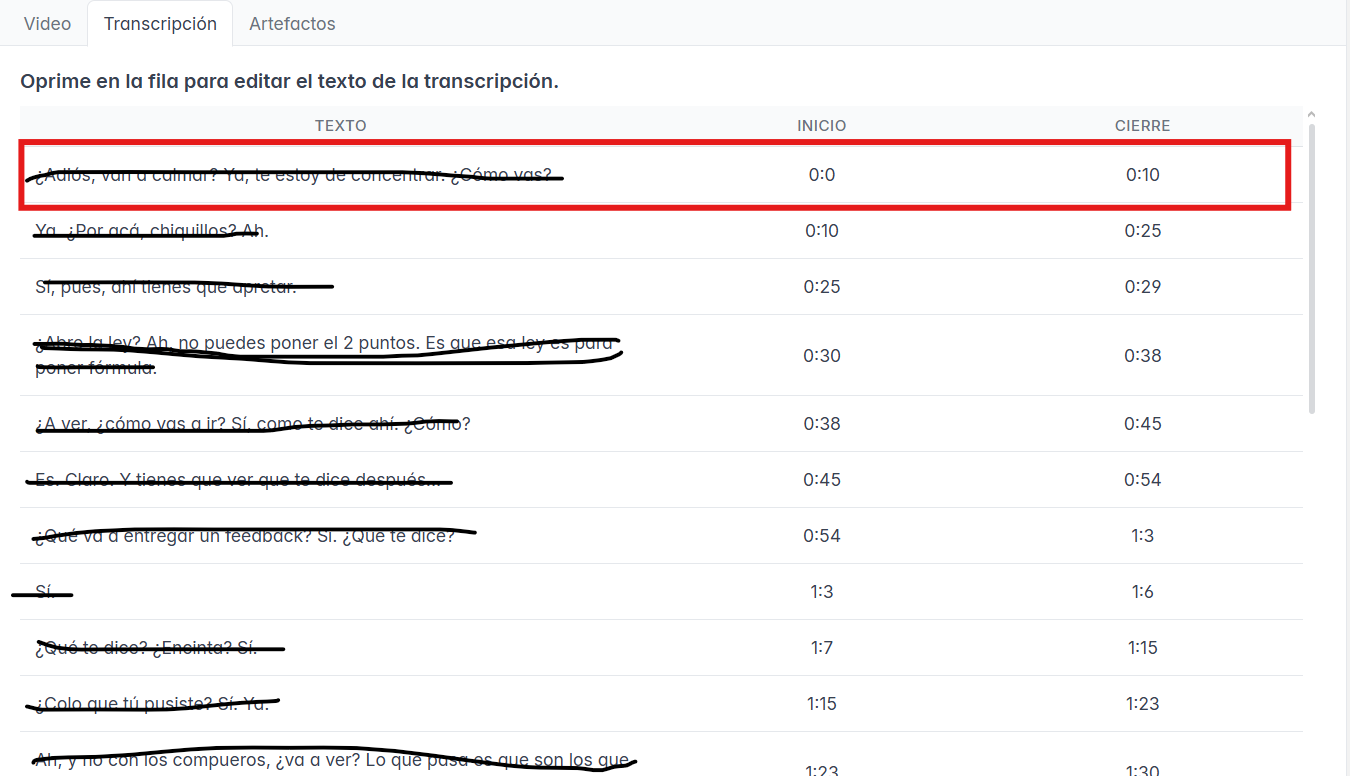 Video Transcripción Artefactos
Oprime en la fila para editar el texto de la transcripción.
TEXTO INICIO CIERRE
¿Adiós, van a calmar? Ya, te estoy de concentrar. ¿Cómo vas? 0:0 0:10
Ya. ¿Por acá, chiquillos? Ah. 0:10 0:25
Sí, pues, ahí tienes que apretar. 0:25 0:29
¿Abro la ley? Ah, no puedes poner el 2 puntos. Es que esa ley es para
poner fórmula. 0:30 0:38
¿A ver, ¿cómo vas a ir? Sí, como te dice ahí. ¿Cómo? 0:38 0:45
Es. Claro. Y tienes que ver que te dice después... 0:45 0:54
¿Qué va a entregar un feedback? Sí. ¿Qué te dice? 0:54 1:3
Sí. 1:3 1:6
¿Qué te dice? ¿Encinta? Sí. 1:7 1:15
¿Colo que tú pusiste? Sí. Ya. 1:15 1:23
Ah, y no con los compueros, ¿va a ver? Lo que pasa es que son los que
1:23 1:30